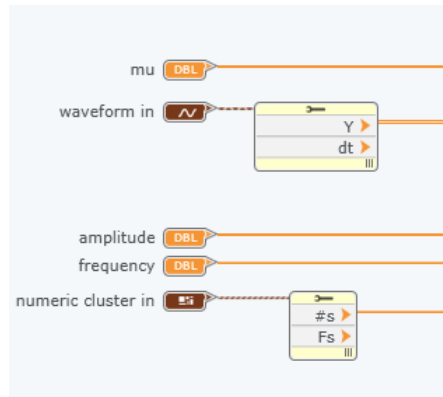 mu DBL
waveform in
Y
dt
amplitude DBL
frequency DBL
numeric cluster in
#s
Fs